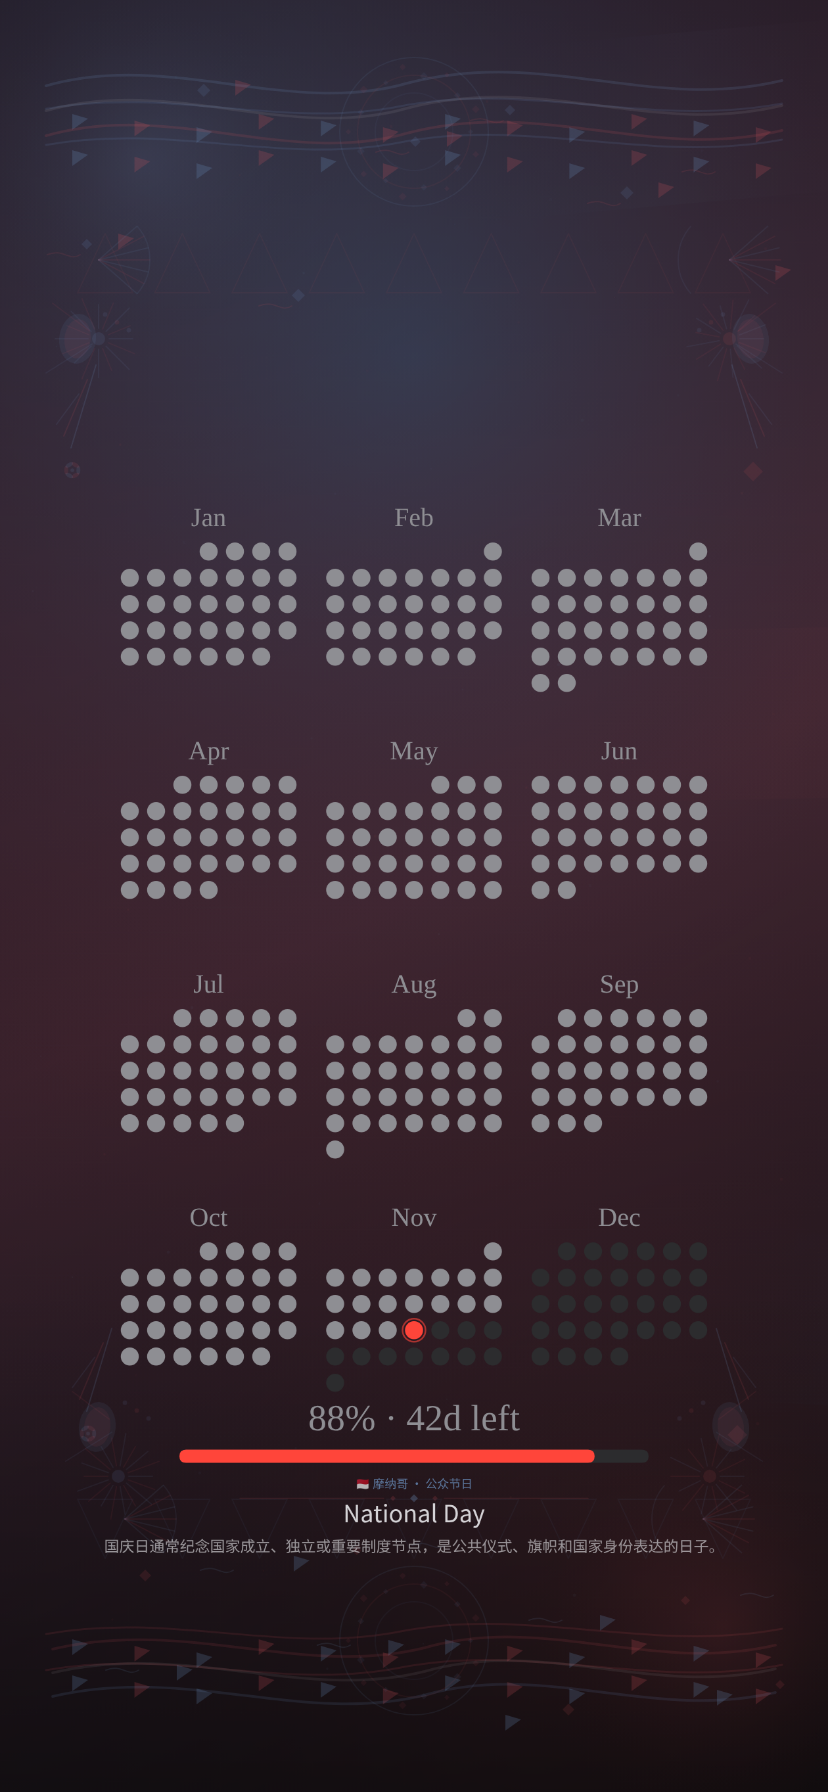 Jan Feb Mar
Apr May Jun
Jul Aug Sep
Oct Nov Dec
88% · 42d left
🇲🇨 摩纳哥 · 公众节日
National Day
国庆日通常纪念国家成立、独立或重要制度节点，是公共仪式、旗帜和国家身份表达的日子。